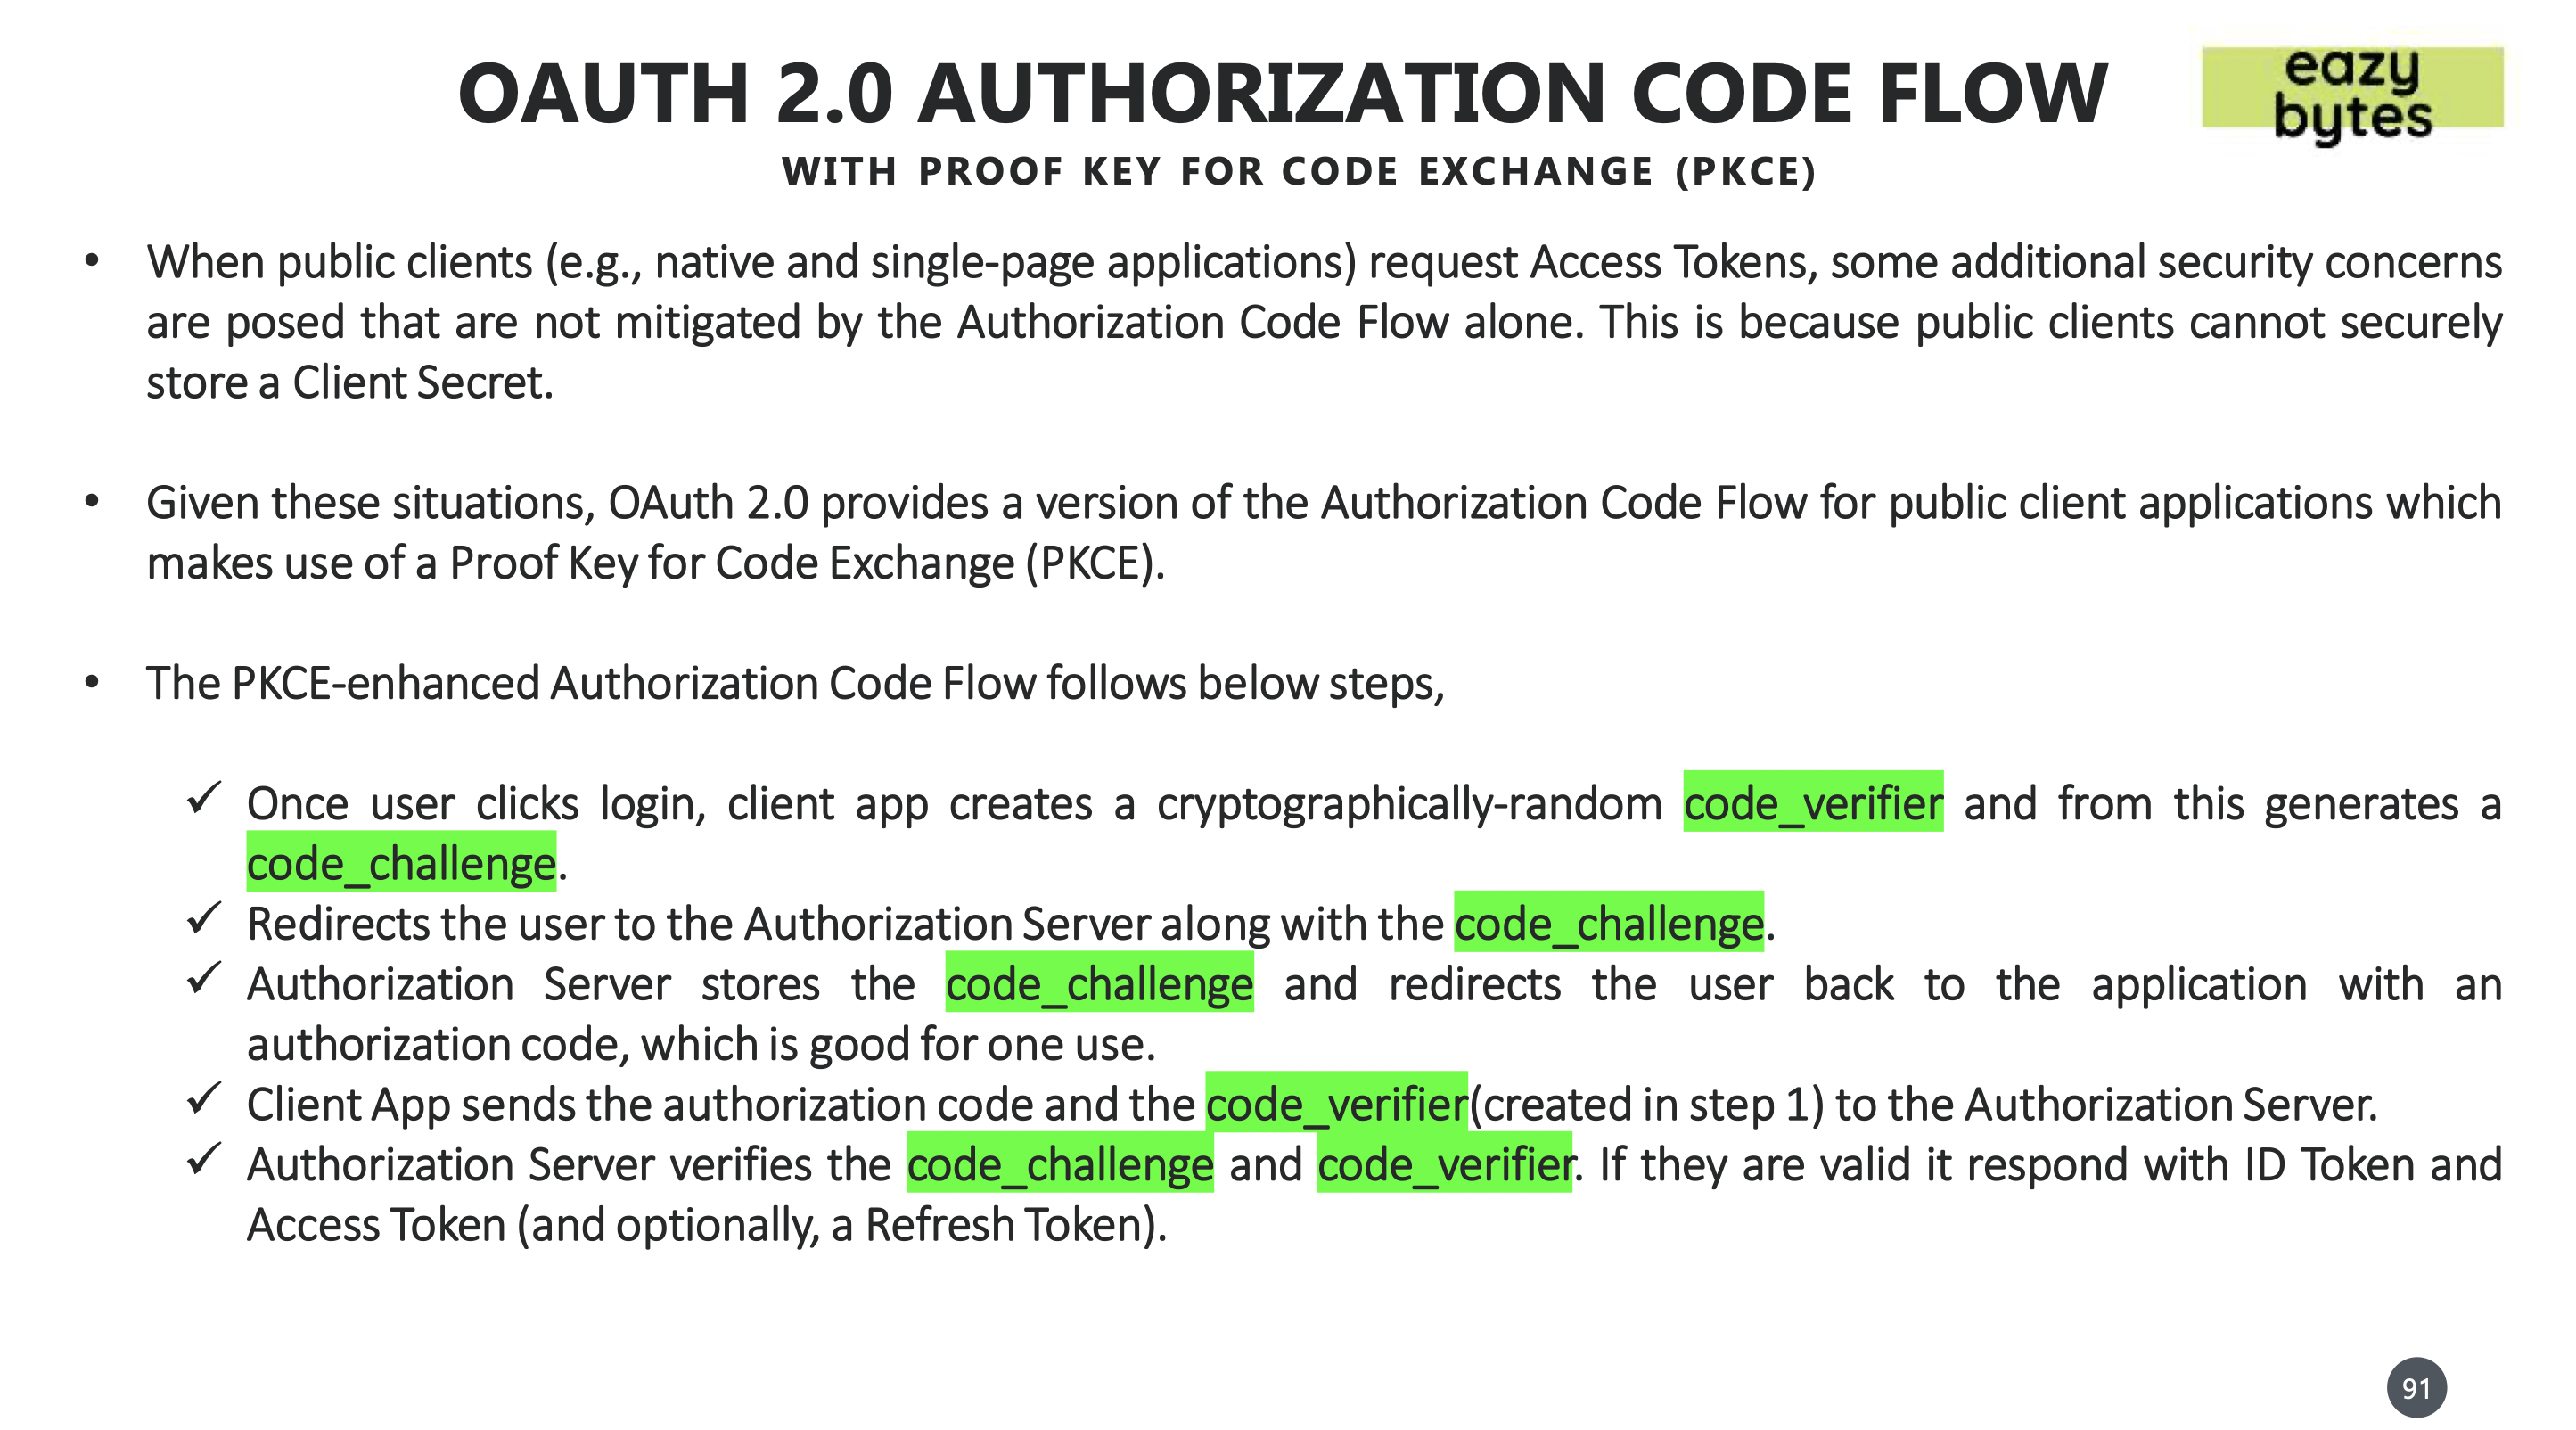 OAUTH 2.0 AUTHORIZATION CODE FLOW
eazy
bytes
WITH PROOF KEY FOR CODE EXCHANGE (PKCE)
• When public clients (e.g., native and single-page applications) request Access Tokens, some additional security concerns
are posed that are not mitigated by the Authorization Code Flow alone. This is because public clients cannot securely
store a Client Secret.
• Given these situations, OAuth 2.0 provides a version of the Authorization Code Flow for public client applications which
makes use of a Proof Key for Code Exchange (PKCE).
• The PKCE-enhanced Authorization Code Flow follows below steps,
✓ Once user clicks login, client app creates a cryptographically-random code_verifier and from this generates a
code_challenge.
✓ Redirects the user to the Authorization Server along with the code_challenge.
✓ Authorization Server stores the code_challenge and redirects the user back to the application with an
authorization code, which is good for one use.
✓ Client App sends the authorization code and the code_verifier(created in step 1) to the Authorization Server.
✓ Authorization Server verifies the code_challenge and code_verifier. If they are valid it respond with ID Token and
Access Token (and optionally, a Refresh Token).
91